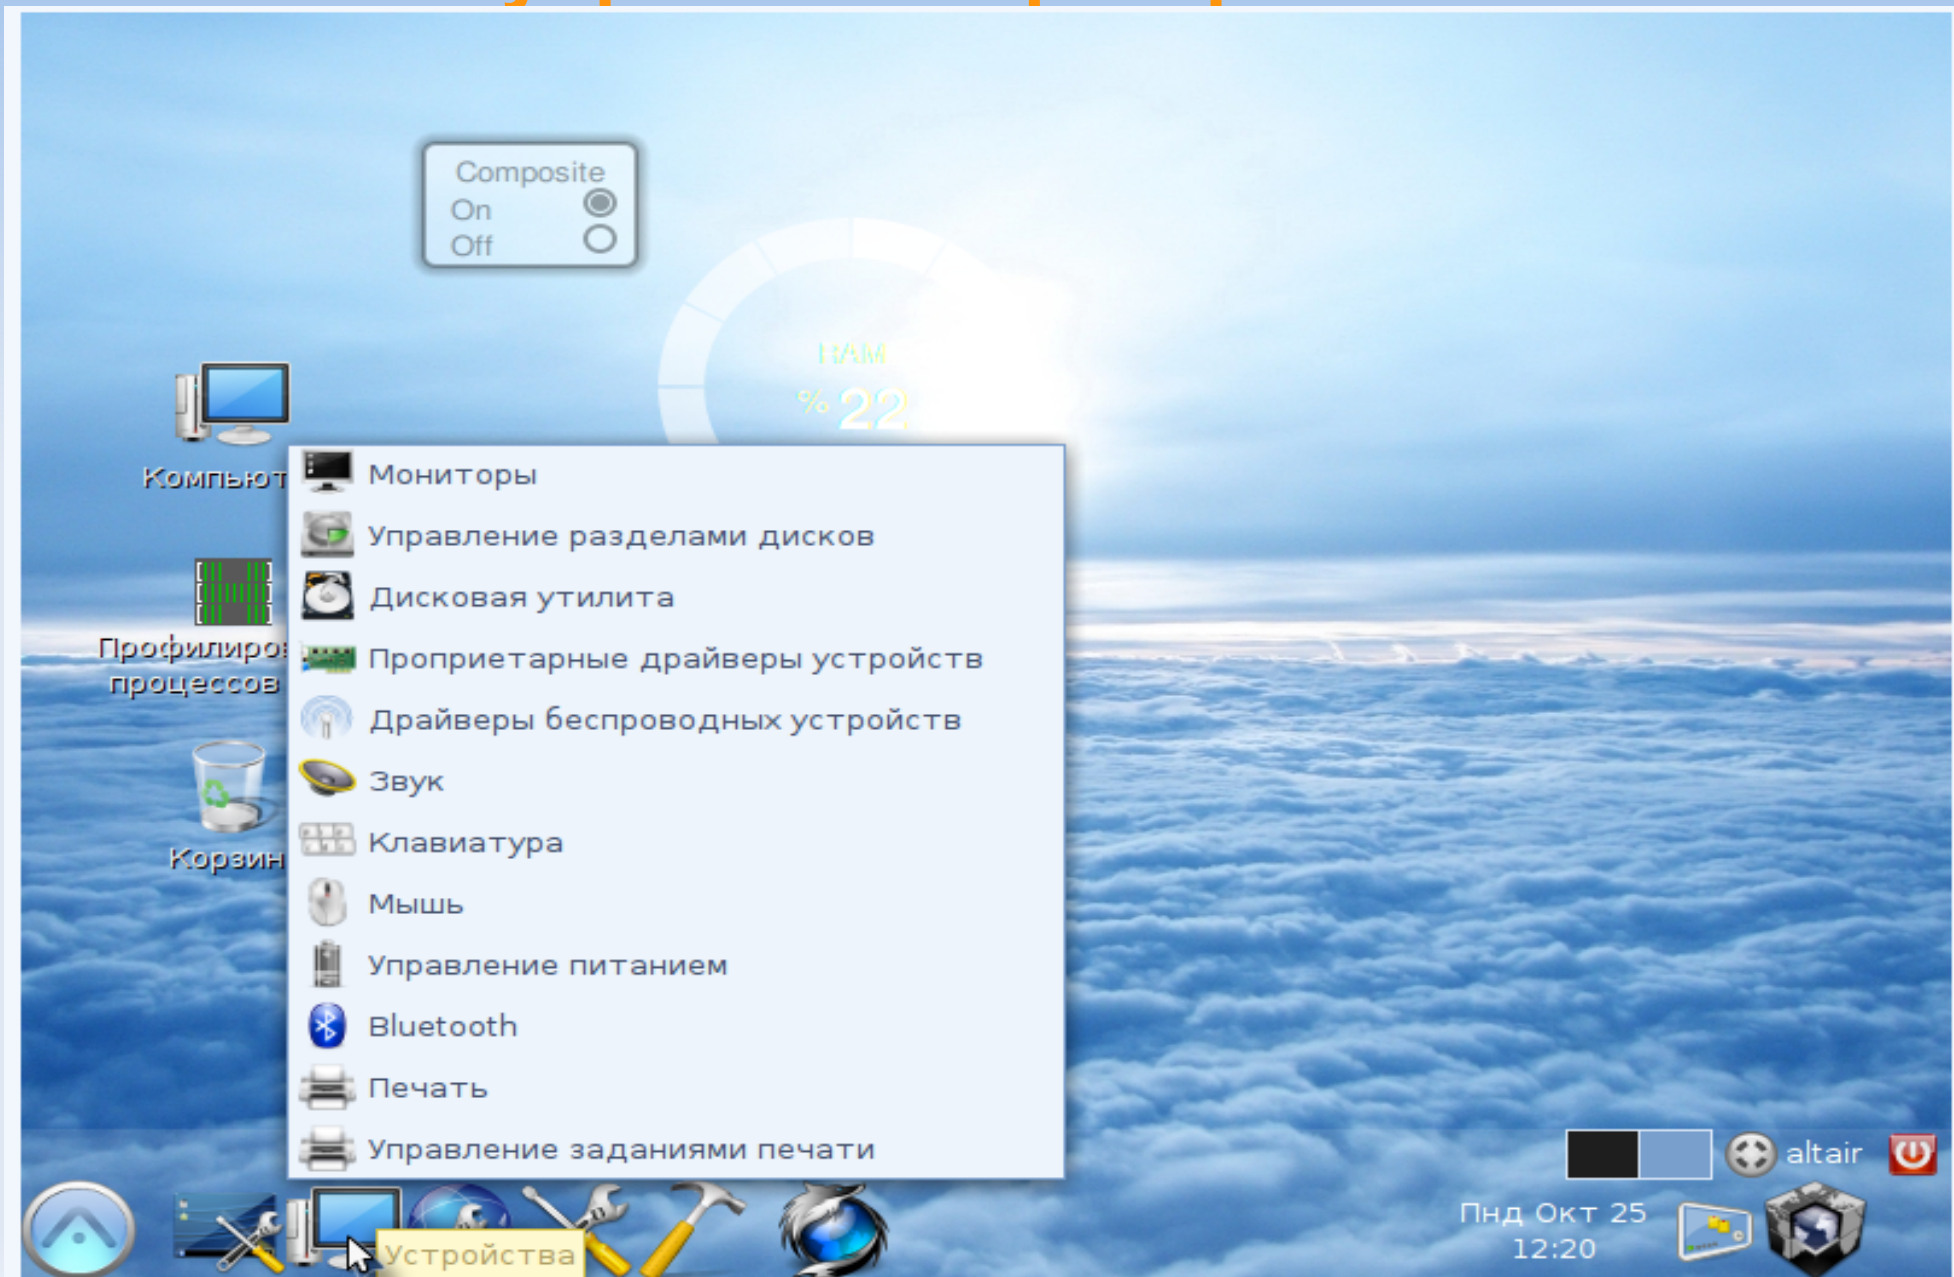 Composite
On
Off
RAM
% 22
Компьют
Профилиро
процессов
Корзин
Мониторы
Управление разделами дисков
Дисковая утилита
Проприетарные драйверы устройств
Драйверы беспроводных устройств
Звук
Клавиатура
Мышь
Управление питанием
Bluetooth
Печать
Управление заданиями печати
Устройства
altair
Пнд Окт 25
12:20